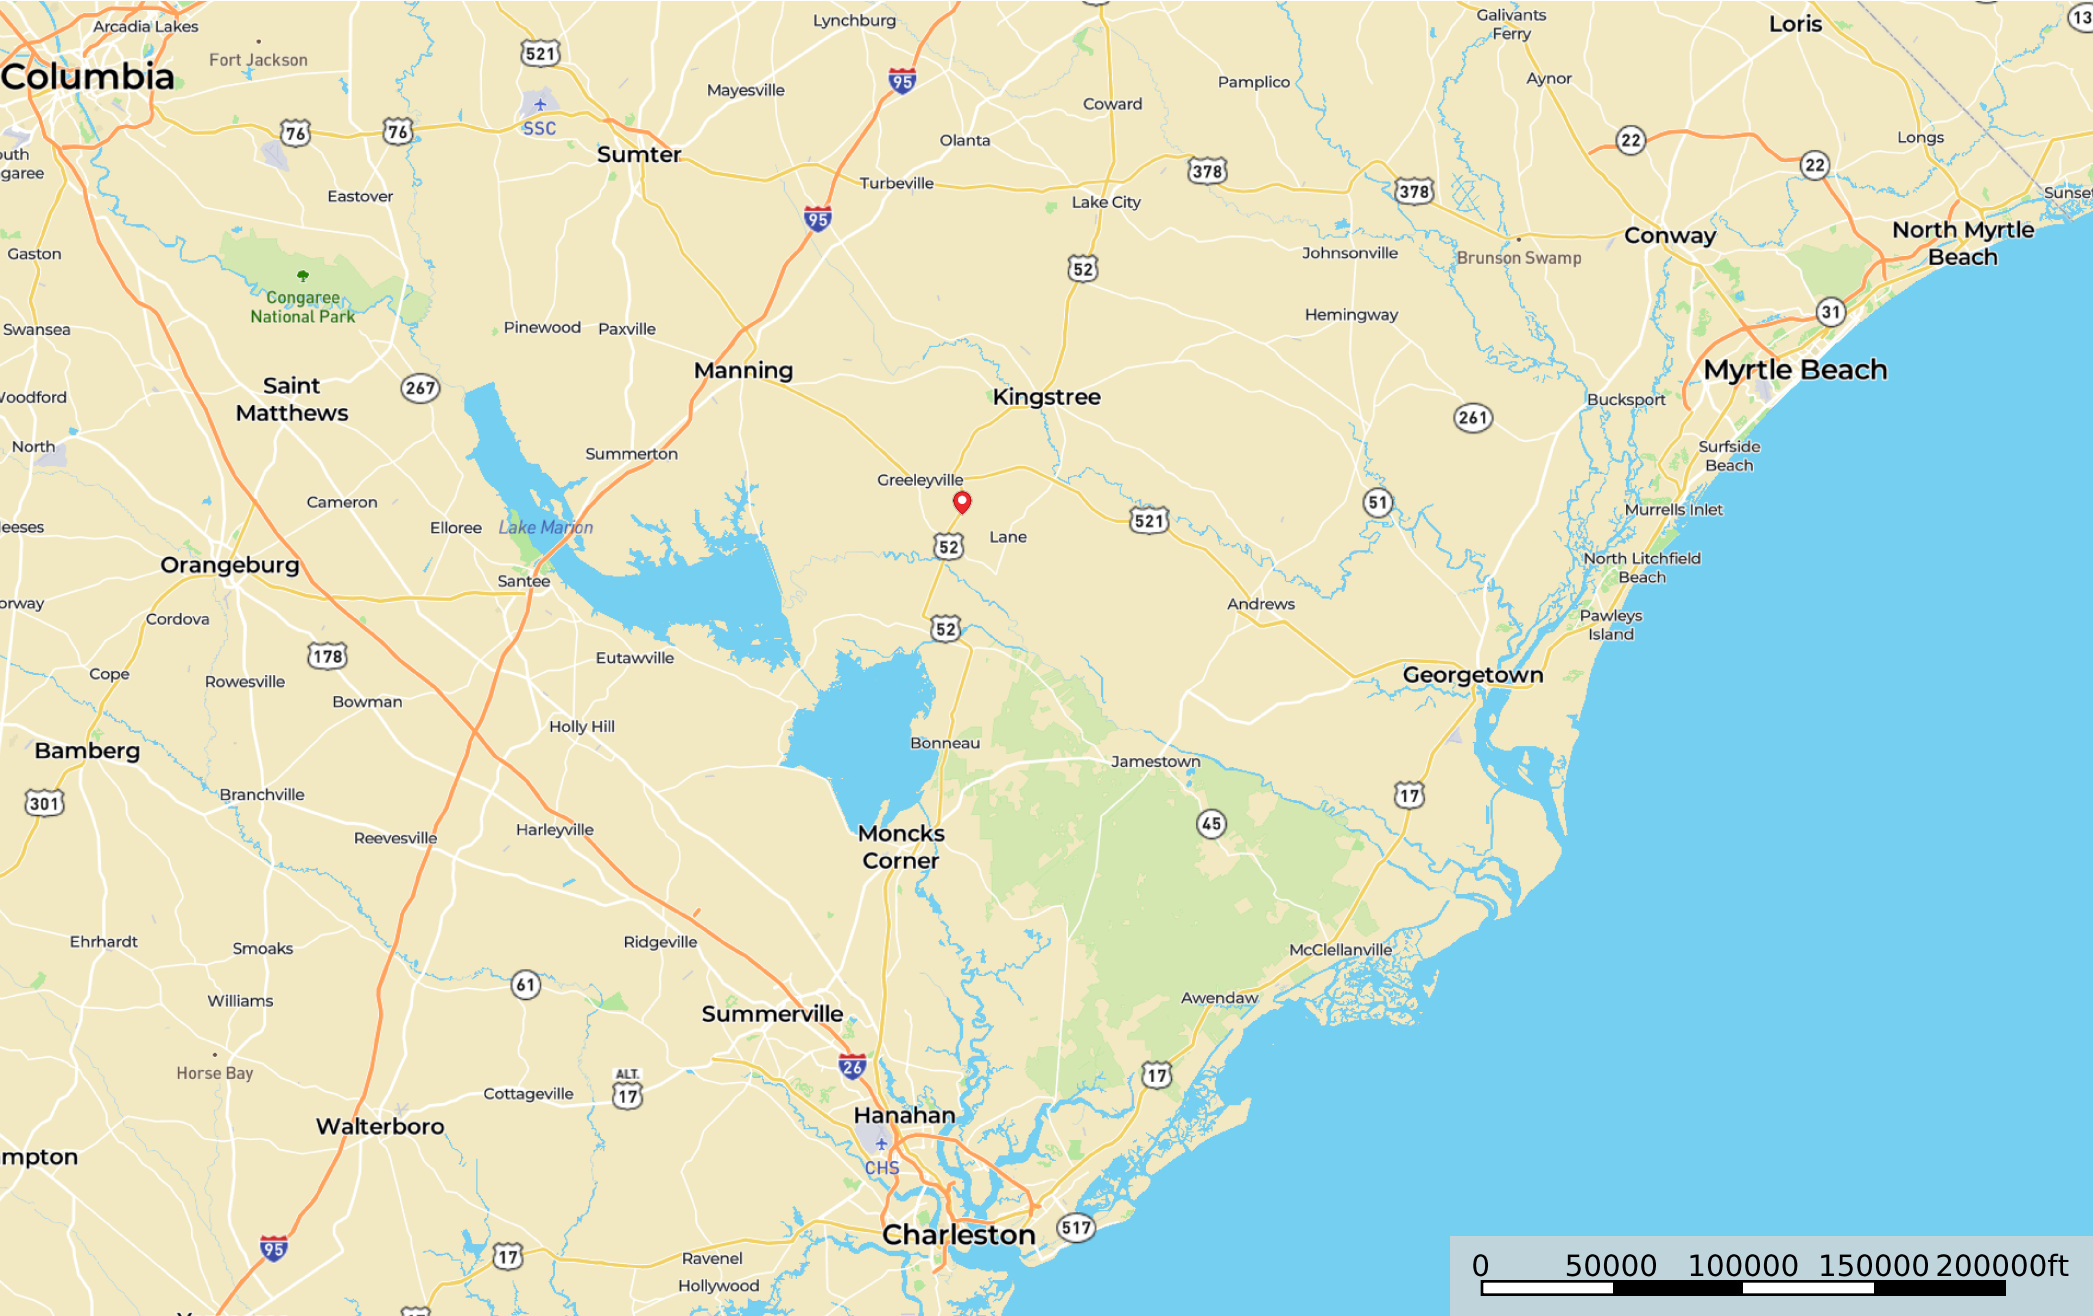 Arcadia Lakes
Lynchburg
Galivants
Ferry
Loris
13
Fort Jackson
521
Columbia
95
Mayesville
Pamplico
Aynor
Coward
SSC
76
76
Sumter
Olanta
22
Longs
22
Eastover
Turbeville
378
378
Lake City
Sunset
95
Gaston
Conway
North Myrtle
Beach
52
Johnsonville
Brunson Swamp
Congaree
National Park
Swansea
Pinewood
Paxville
Hemingway
31
Manning
Myrtle Beach
Saint
Matthews
267
Kingstree
Bucksport
261
North
Summerton
Surfside
Beach
Greeleyville
Cameron
Elloree
Lake Marion
51
Murrells Inlet
521
52
Lane
Orangeburg
Santee
North Litchfield
Beach
Cordova
Andrews
Pawleys
Island
52
178
Eutawville
Cope
Rowesville
Bowman
Georgetown
Holly Hill
Bamberg
Bonneau
Jamestown
301
Branchville
17
Reevesville
Harleyville
Moncks
Corner
45
Ehrhardt
Smoaks
Ridgeville
McClellanville
61
Williams
Awendaw
Summerville
Horse Bay
26
17
Cottageville
ALT.
17
Walterboro
Hanahan
CHS
mpton
Charleston
517
95
17
Ravenel
Hollywood
0 50000 100000 150000 200000ft